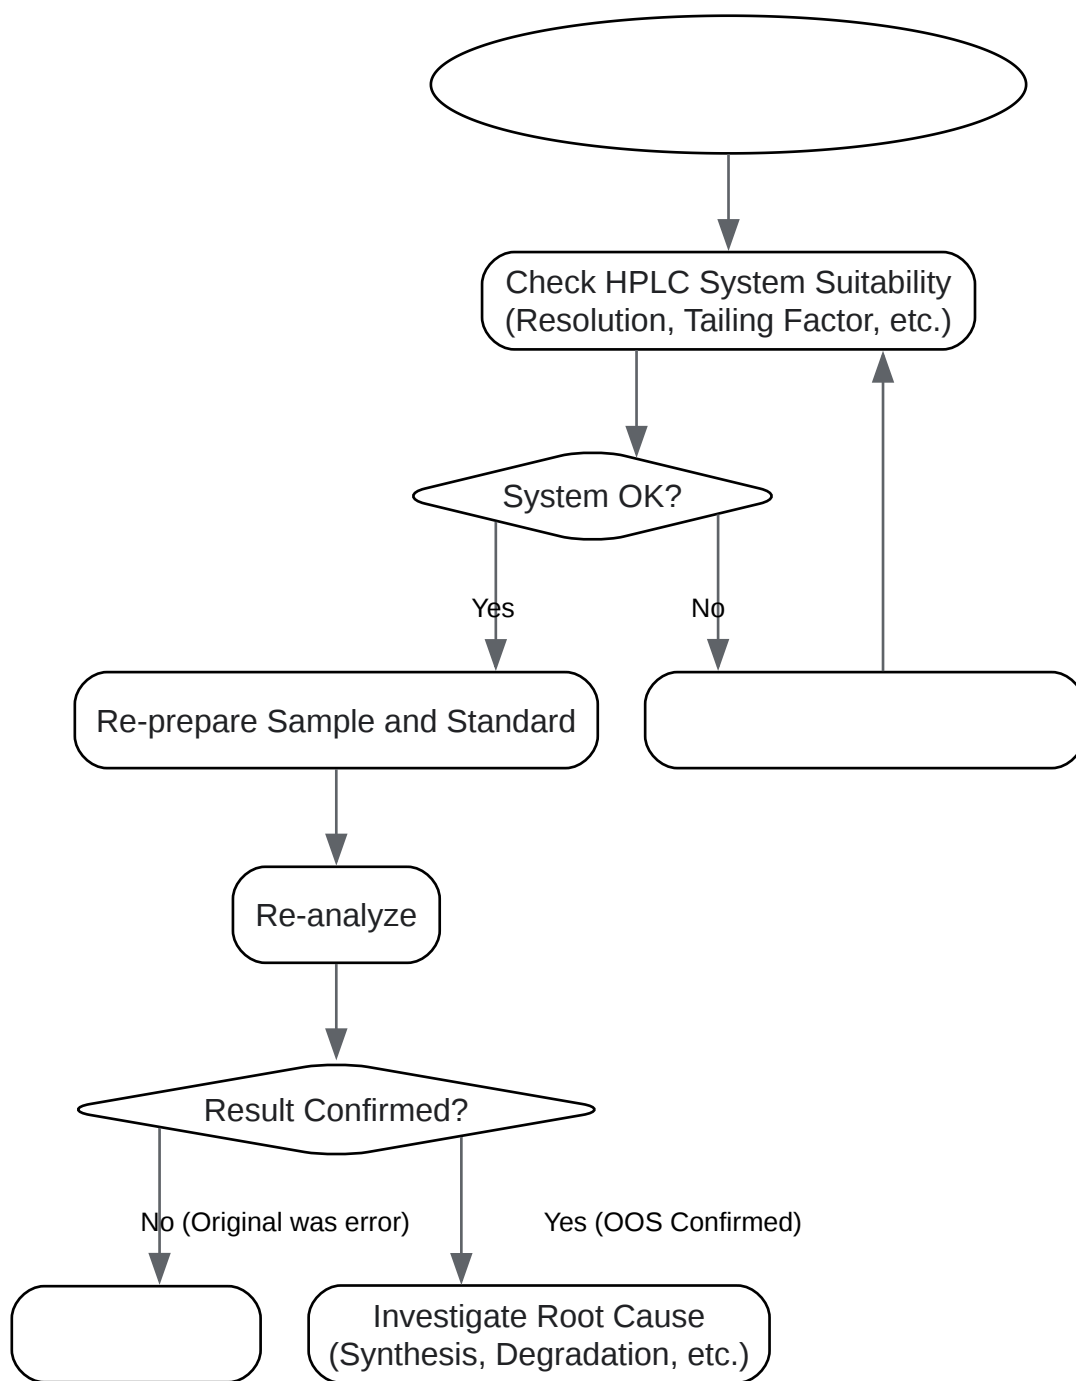 Check HPLC System Suitability
(Resolution, Tailing Factor, etc.)
System OK?
Yes
No
Re-prepare Sample and Standard
Re-analyze
Result Confirmed?
No (Original was error)
Yes (OOS Confirmed)
Investigate Root Cause
(Synthesis, Degradation, etc.)